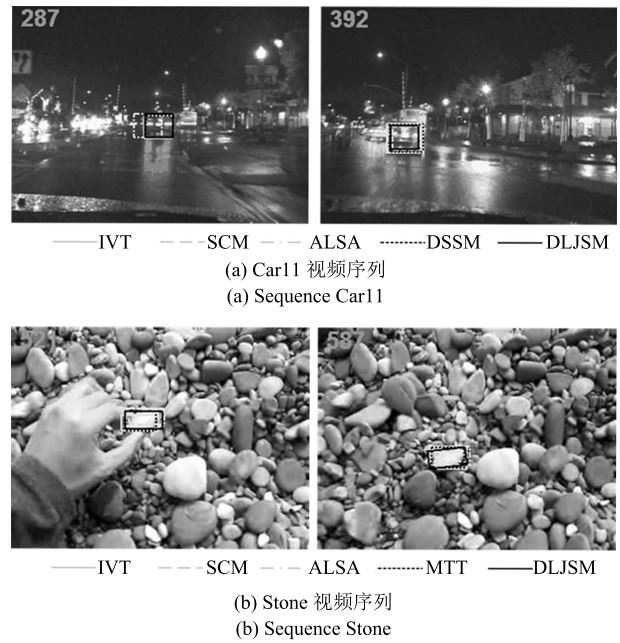 287
392
IVT SCM ALSA DSSM DLJSM
(a) Car11 视频序列
(a) Sequence Car11
587
IVT SCM ALSA MTT DLJSM
(b) Stone 视频序列
(b) Sequence Stone